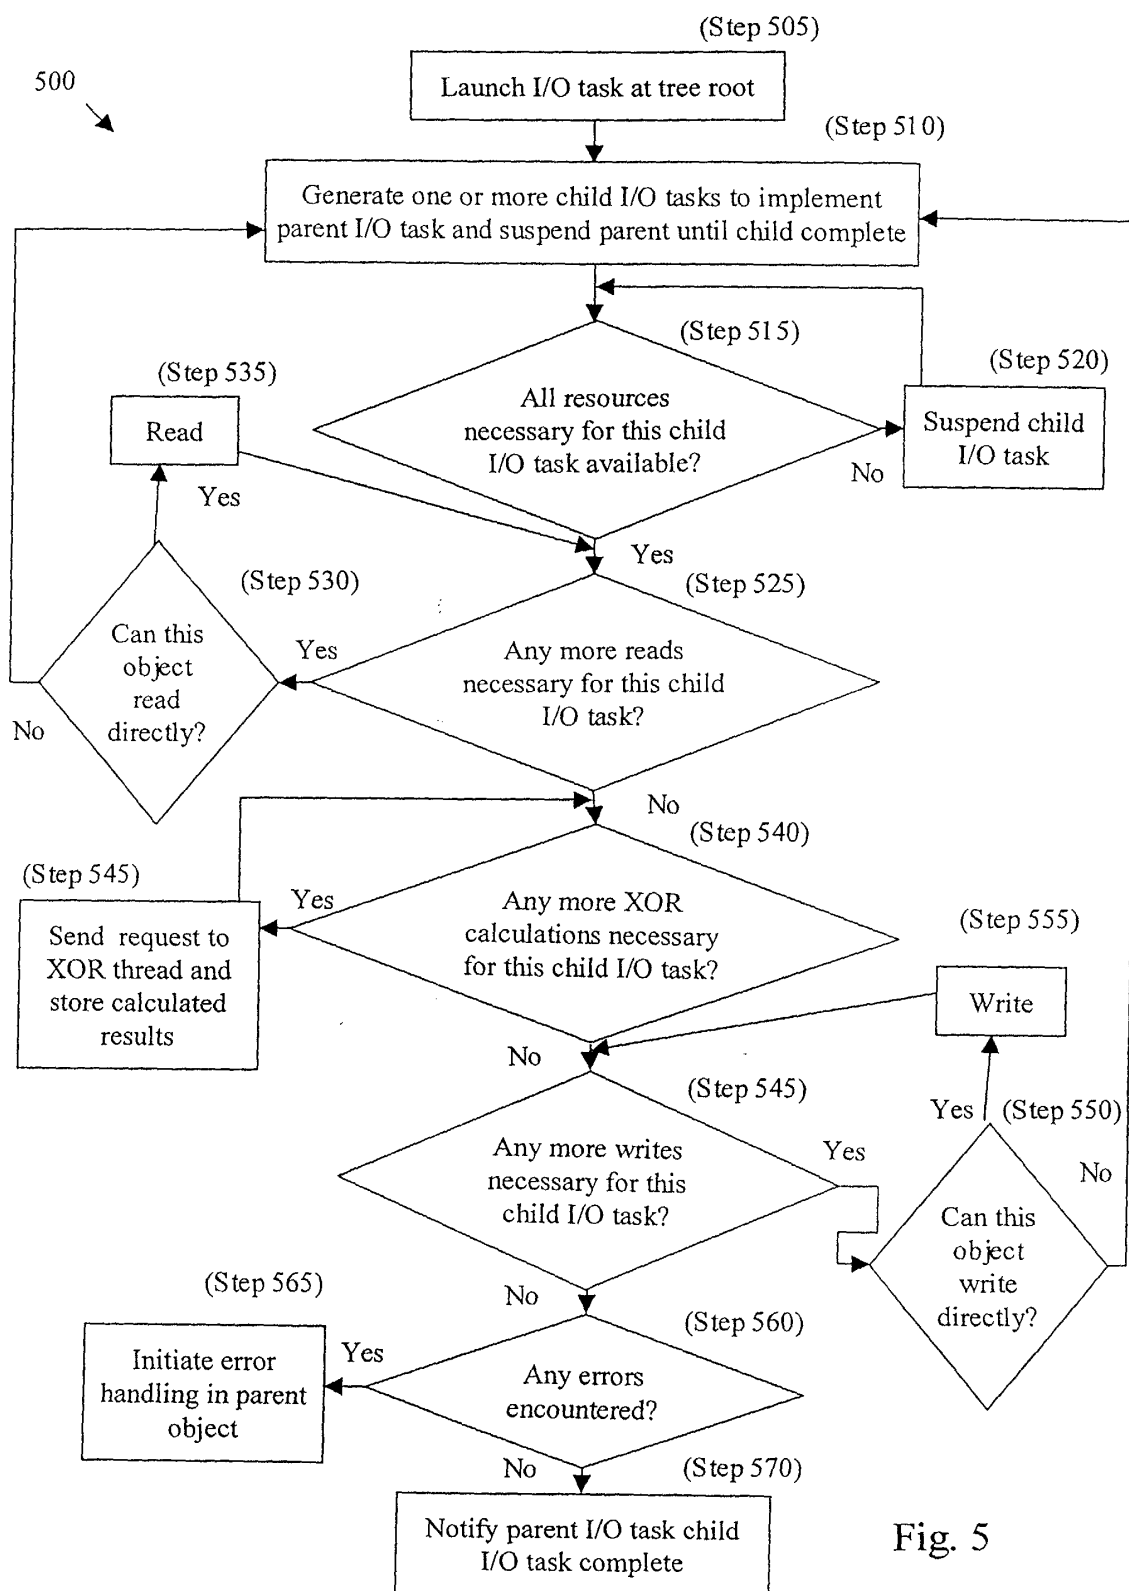 (Step 505)
500
Launch I/O task at tree root
(Step 510)
Generate one or more child I/O tasks to implement
parent I/O task and suspend parent until child complete
(Step 515)
(Step 520)
(Step 535)
All resources
necessary for this child
I/O task available?
Suspend child
I/O task
Read
No
Yes
Yes
(Step 530)
(Step 525)
Can this
object
read
directly?
Yes
Any more reads
necessary for this child
I/O task?
No
No
(Step 540)
(Step 545)
Yes
Any more XOR
calculations necessary
for this child I/O task?
(Step 555)
Send request to
XOR thread and
store calculated
results
Write
No
(Step 545)
Yes
(Step 550)
Any more writes
necessary for this
child I/O task?
Yes
No
Can this
object
write
directly?
(Step 565)
No
(Step 560)
Initiate error
handling in parent
object
Yes
Any errors
encountered?
No
(Step 570)
Notify parent I/O task child
I/O task complete
Fig. 5